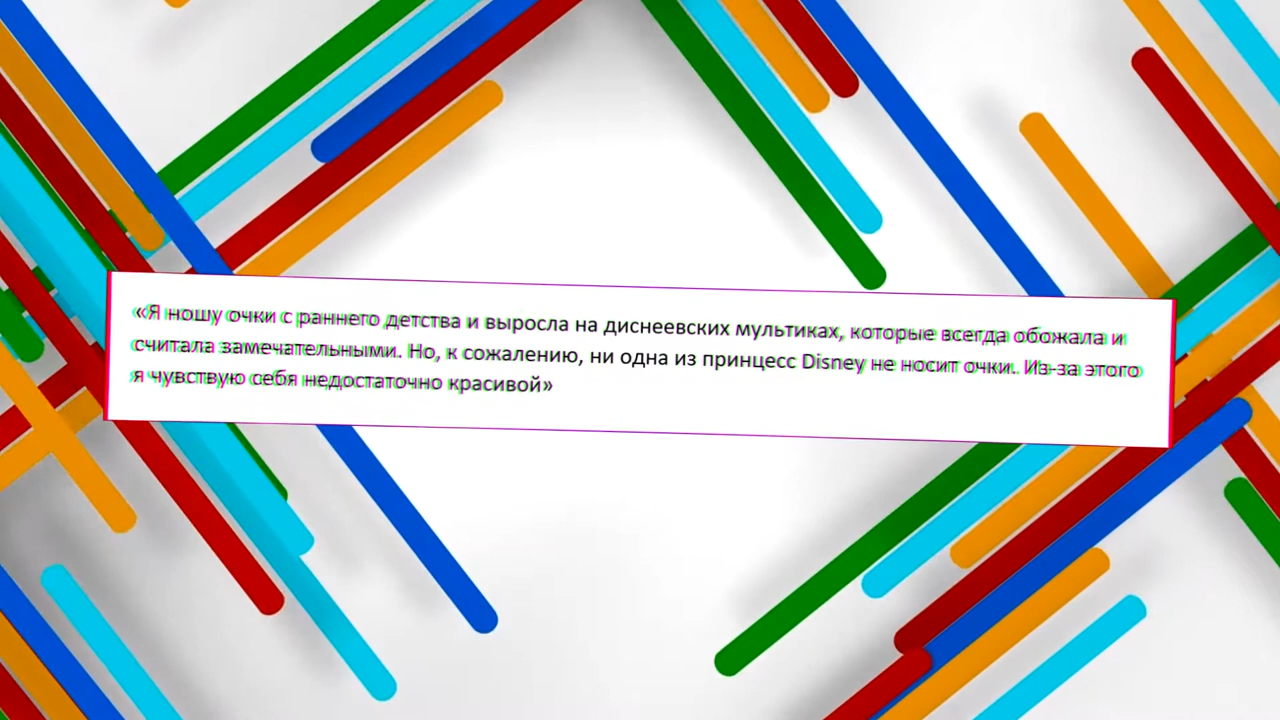 «Я ношу очки с раннего детства и выросла на диснеевских мультиках, которые всегда обожала и
считала замечательными. Но, к сожалению, ни одна из принцесс Disney не носит очки. Из-за этого
я чувствую себя недостаточно красивой»